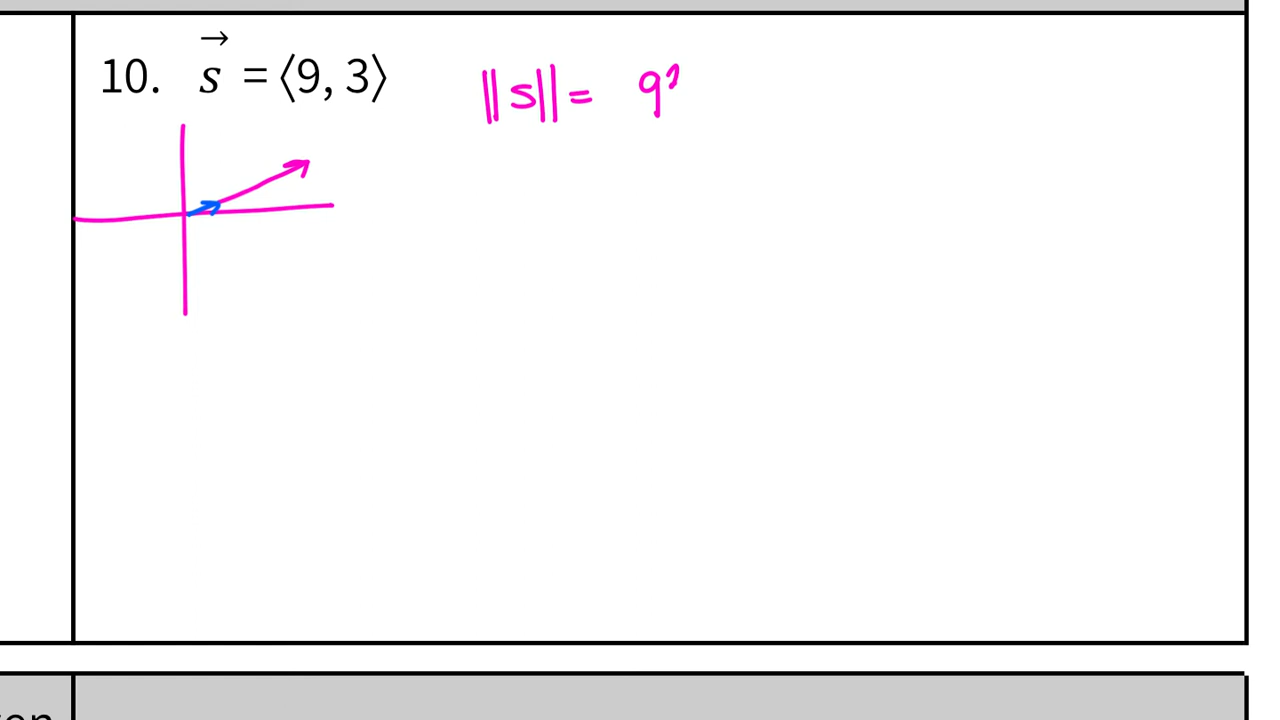 10. s⃗ = ⟨9, 3⟩ ||s|| = 9²